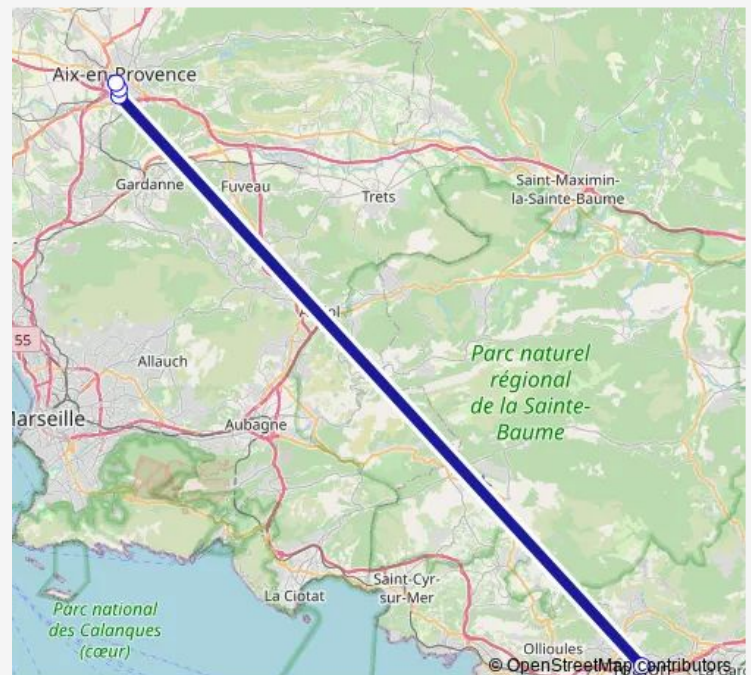 Aix-en-Provence
Gardanne
Fuveau
Trets
Saint-Maximin-
la-Sainte-Baume
55
Allauch
Parc naturel
régional
de la Sainte-
Baume
Marseille
Aubagne
La Ciotat
Saint-Cyr-
sur-Mer
Parc national
des Calanques
(cœur)
Ollioules
© OpenStreetMap contributors